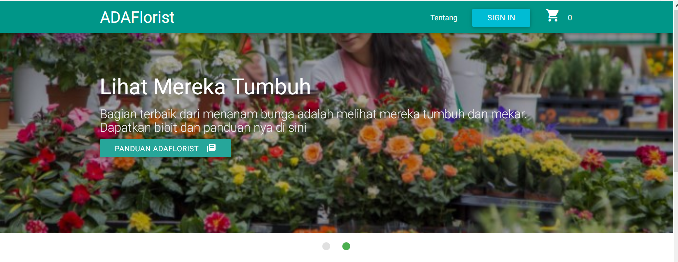 ADAFlorist
Tentang
SIGN IN
0
Lihat Mereka Tumbuh
Bagian terbaik dari menanam bunga adalah melihat mereka tumbuh dan mekar.
Dapatkan bibit dan panduan nya di sini
PANDUAN ADAFLORIST